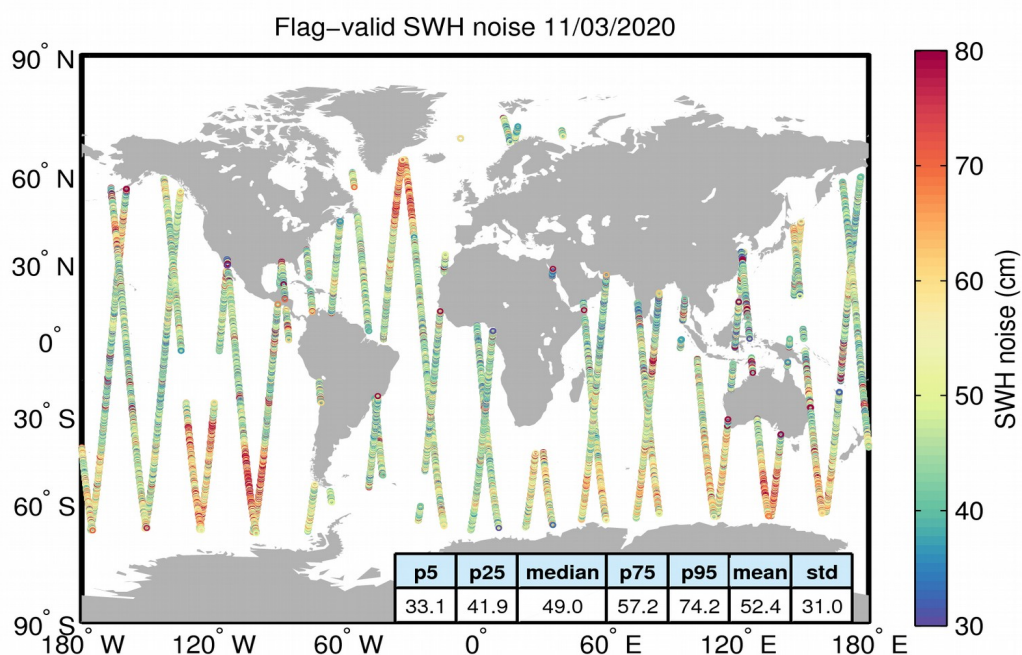 Flag−valid SWH noise 11/03/2020
90° N
60° N
30° N
0°
30° S
60° S
90° S
180° W
120° W
60° W
0°
60° E
120° E
180° E
80
70
60
50
40
30
SWH noise (cm)
p5 p25 median p75 p95 mean std
33.1 41.9 49.0 57.2 74.2 52.4 31.0